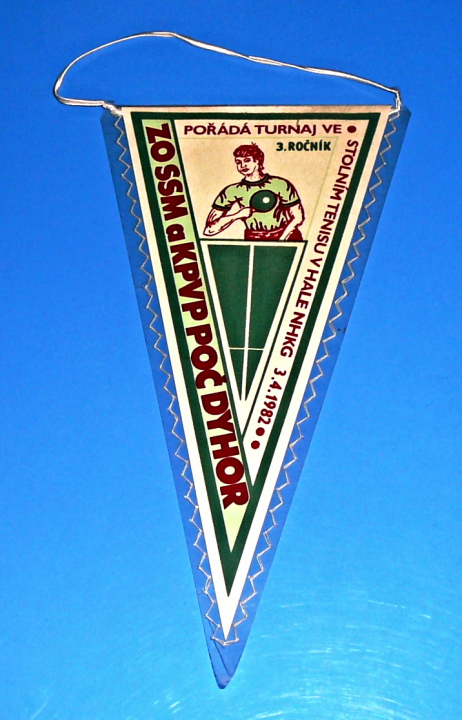 ZO SSM a KPVP POČ DYHOR
POŘÁDÁ TURNAJ VE •
STOLNÍM TENISU V HALE NHKG 3.4.1982 • •
3. ROČNÍK